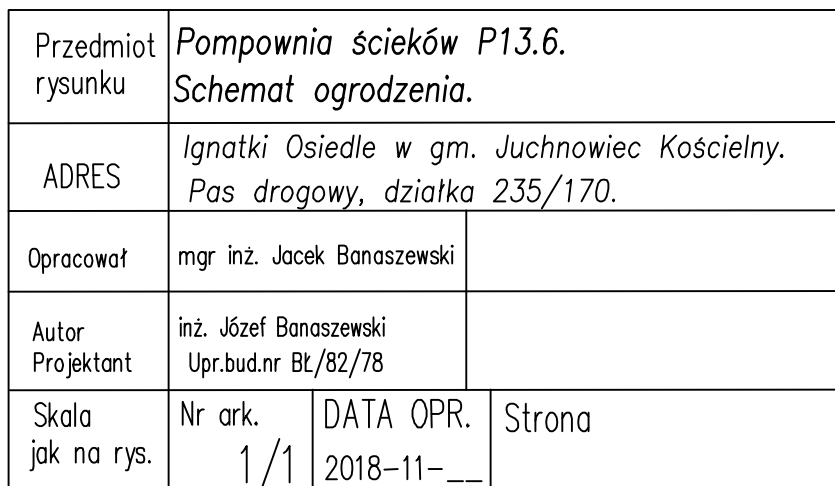 Przedmiot
rysunku
Pompownia ścieków P13.6.
Schemat ogrodzenia.
ADRES
Ignatki Osiedle w gm. Juchnowiec Kościelny.
Pas drogowy, działka 235/170.
Opracował
mgr inż. Jacek Banaszewski
Autor
Projektant
inż. Józef Banaszewski
Upr.bud.nr BŁ/82/78
Skala
jak na rys.
Nr ark.
1/1
DATA OPR.
2018-11-__
Strona